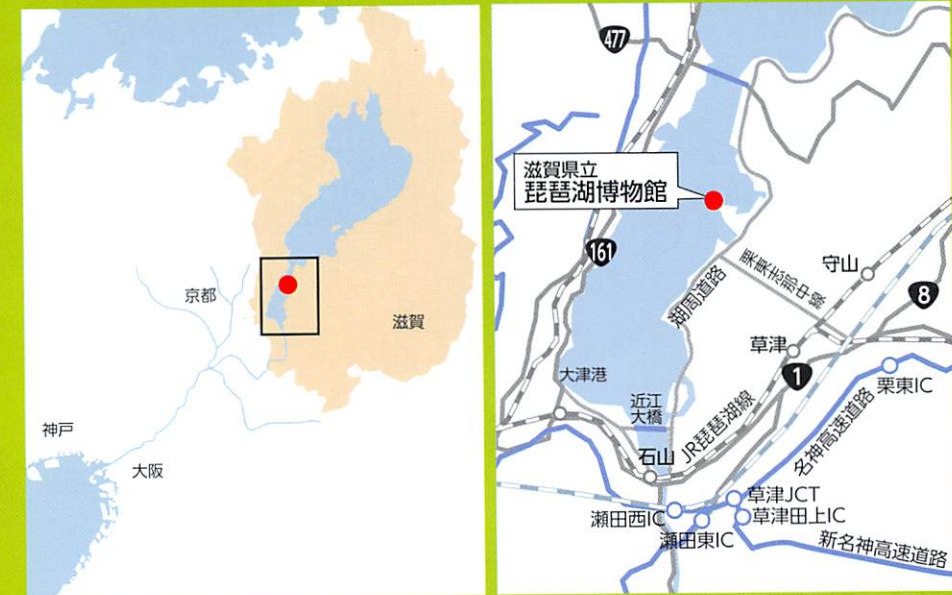 京都
滋賀
神戸
大阪
477
滋賀県立
琵琶湖博物館
161
湖周道路
栗東志那中線
守山
8
草津
1
大津港
近江
大橋
JR琵琶湖線
栗東IC
名神高速道路
石山
草津JCT
瀬田西IC
草津田上IC
瀬田東IC
新名神高速道路